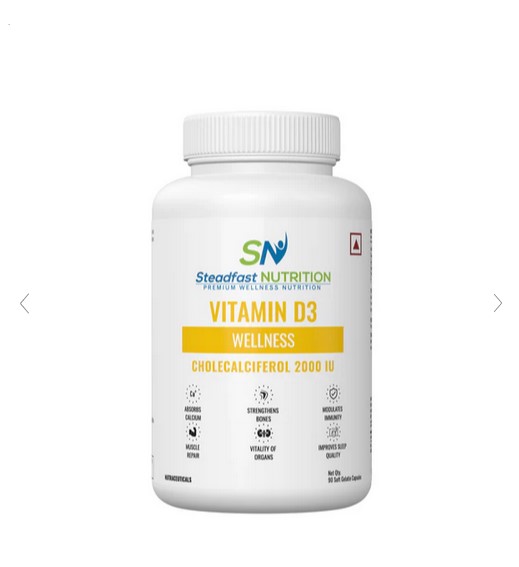 SN
Steadfast NUTRITION
PREMIUM WELLNESS NUTRITION
VITAMIN D3
WELLNESS
CHOLECALCIFEROL 2000 IU
ABSORBS
CALCIUM
STRENGTHENS
BONES
MODULATES
IMMUNITY
MUSCLE
REPAIR
VITALITY OF
ORGANS
IMPROVES SLEEP
QUALITY
NUTRACEUTICALS
Net Qty.
90 Soft Gelatin Capsules